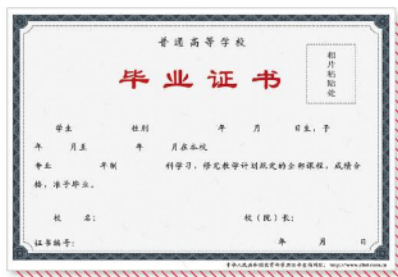 普通高等学校
毕业证书
相片粘贴处
学生 性别 年 月 日生，于
年 月至 年 月在本校
专业 年制 科学习，修完教学计划规定的全部课程，成绩合
格，准予毕业。
校 名： 校（院）长：
证书编号： 年 月 日